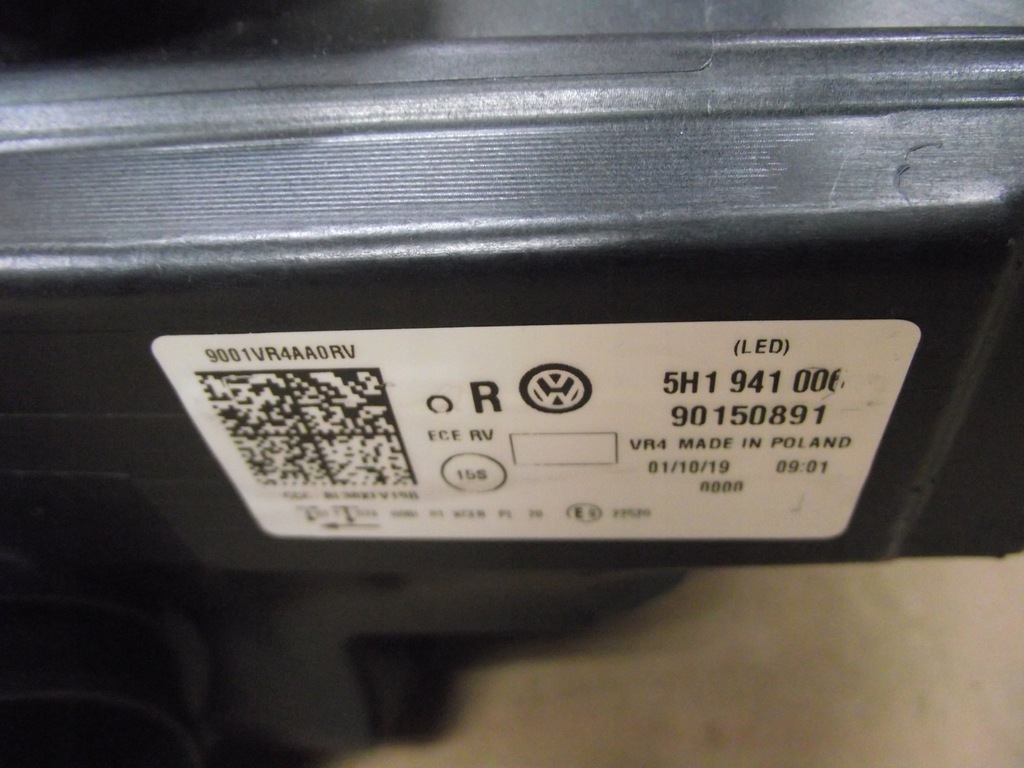 9001VR4AA0RV
(LED)
R
5H1 941 006
90150891
ECE RV
VR4 MADE IN POLAND
15S
01/10/19 09:01
0000